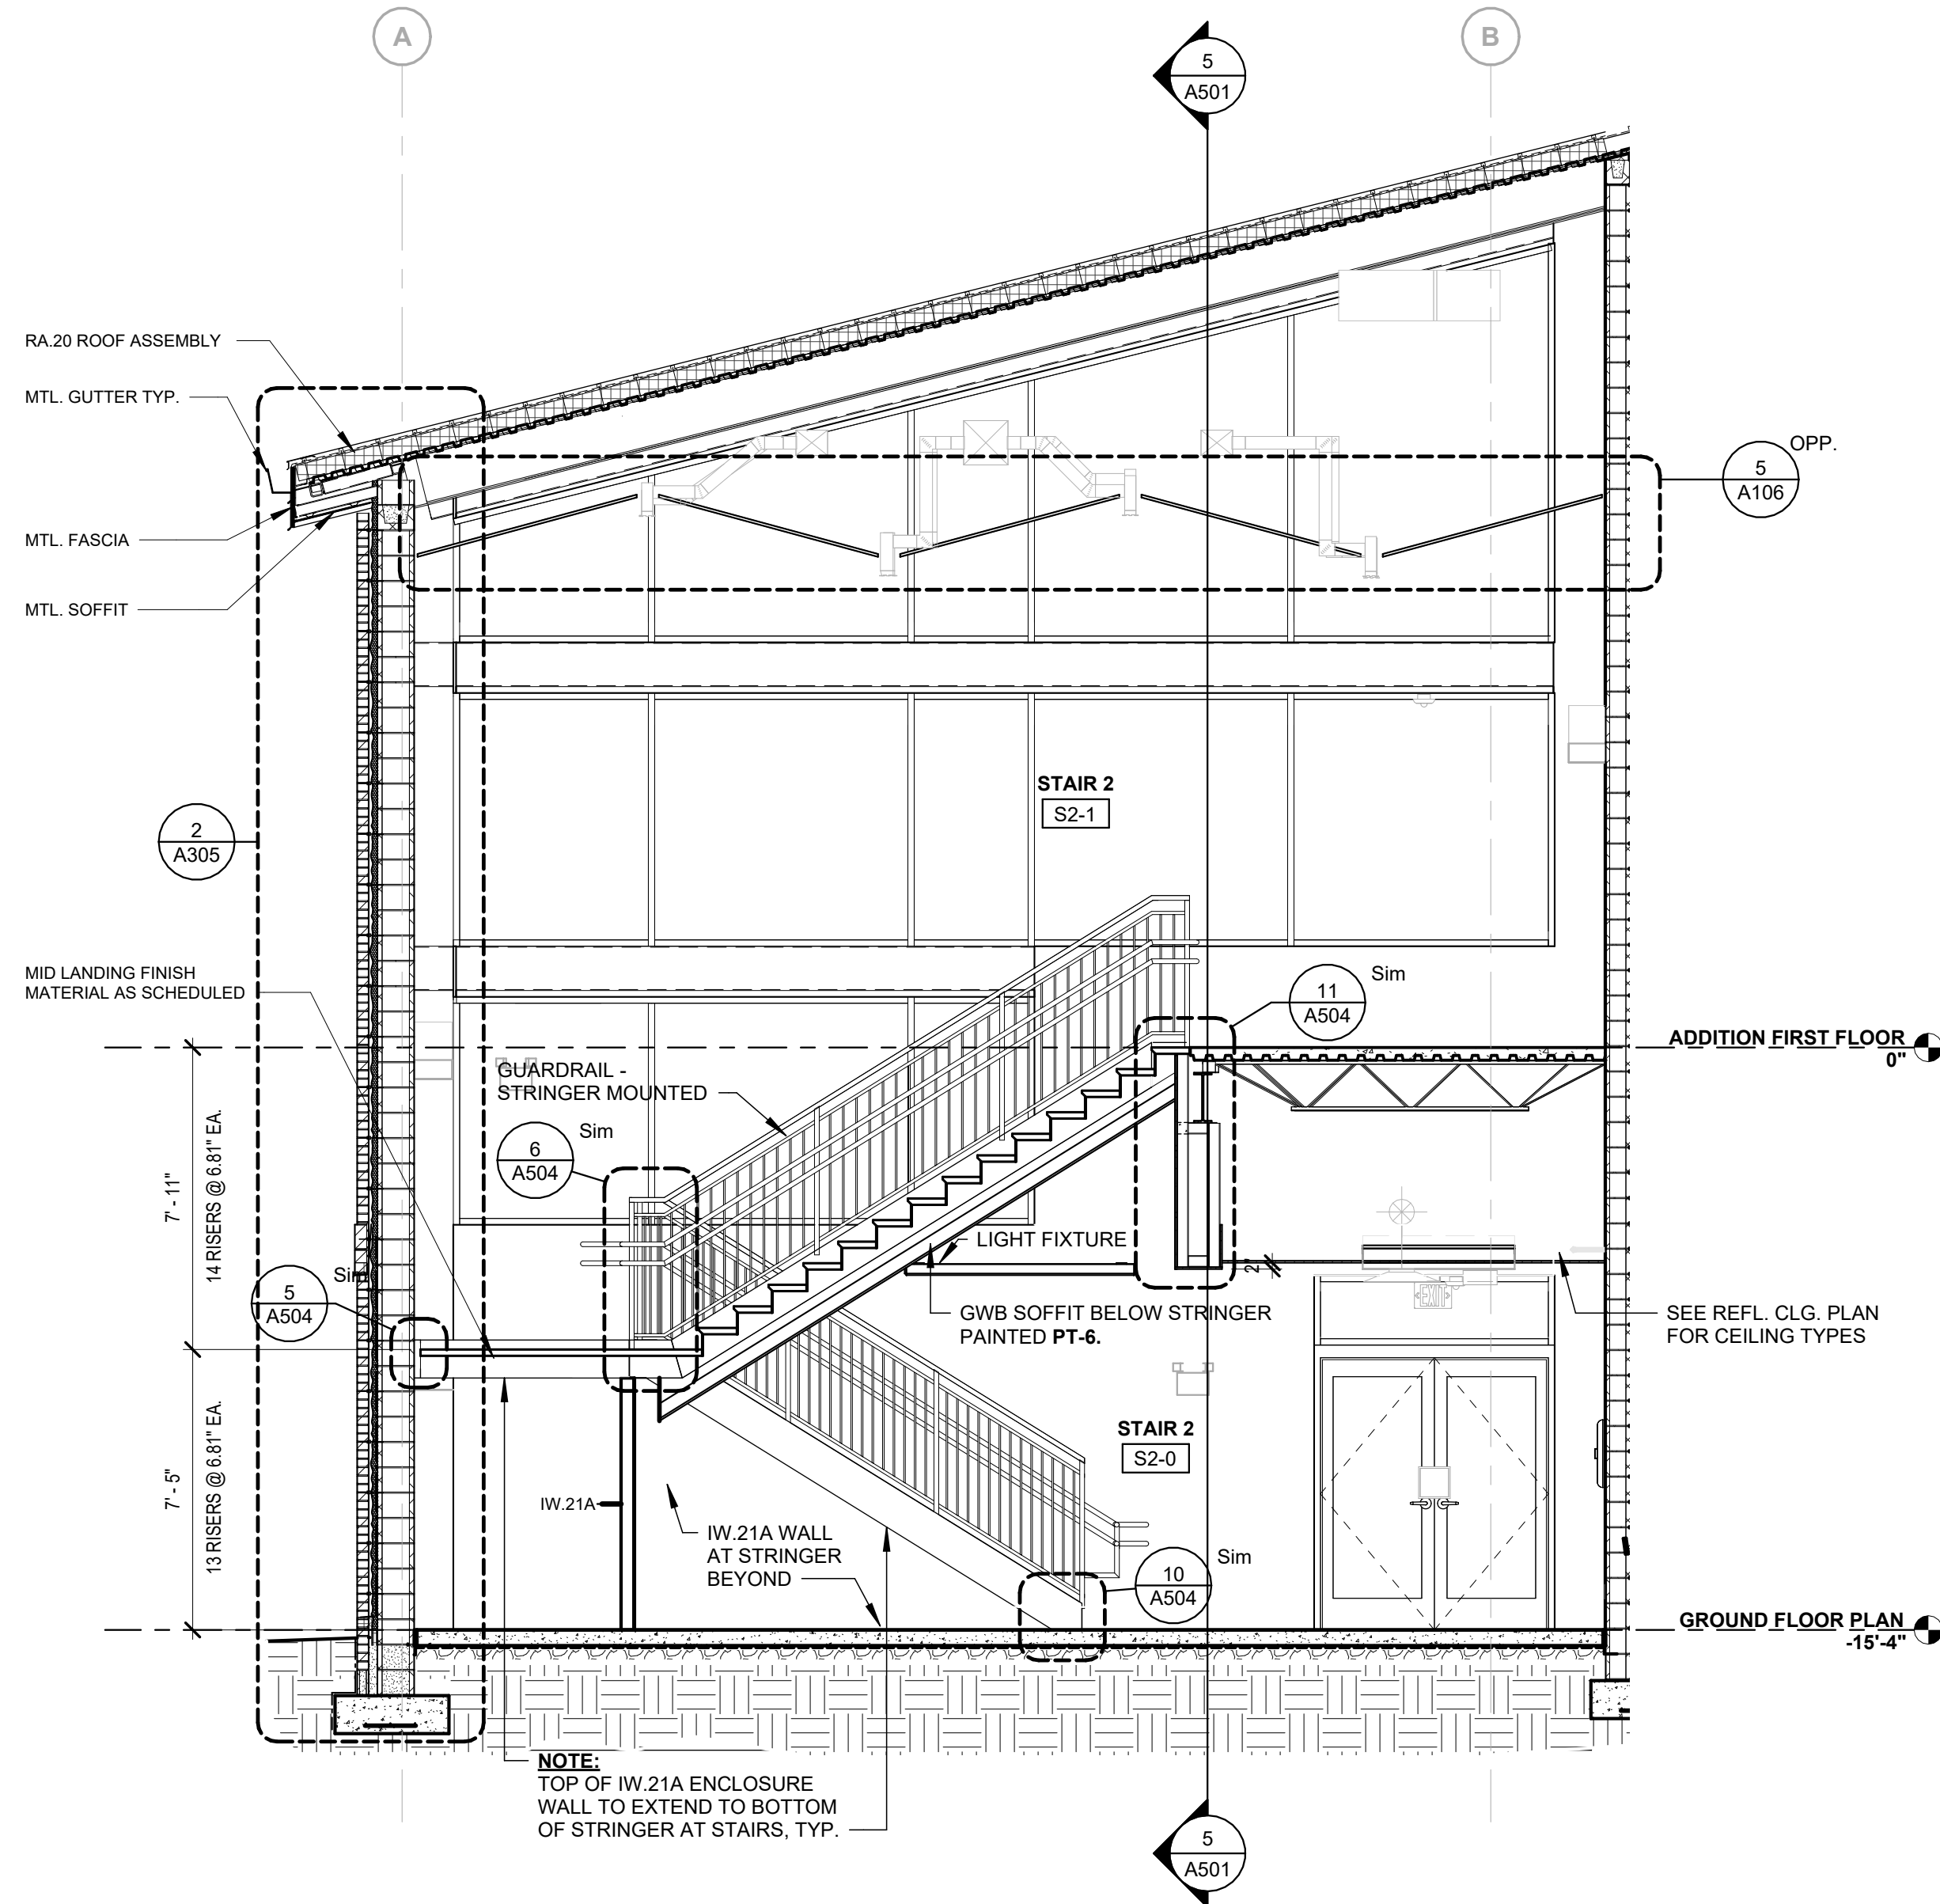 A
B
5
A501
RA.20 ROOF ASSEMBLY
MTL. GUTTER TYP.
MTL. FASCIA
MTL. SOFFIT
OPP.
5
A106
STAIR 2
S2-1
2
A305
MID LANDING FINISH
MATERIAL AS SCHEDULED
Sim
11
A504
ADDITION FIRST FLOOR
0"
GUARDRAIL -
STRINGER MOUNTED
Sim
6
A504
7' - 11"
14 RISERS @ 6.81" EA.
LIGHT FIXTURE
2"
Sim
5
A504
EXIT
GWB SOFFIT BELOW STRINGER
PAINTED PT-6.
SEE REFL. CLG. PLAN
FOR CEILING TYPES
STAIR 2
S2-0
7' - 5"
13 RISERS @ 6.81" EA.
IW.21A
IW.21A WALL
AT STRINGER
BEYOND
Sim
10
A504
GROUND FLOOR PLAN
-15'-4"
NOTE:
TOP OF IW.21A ENCLOSURE
WALL TO EXTEND TO BOTTOM
OF STRINGER AT STAIRS, TYP.
5
A501